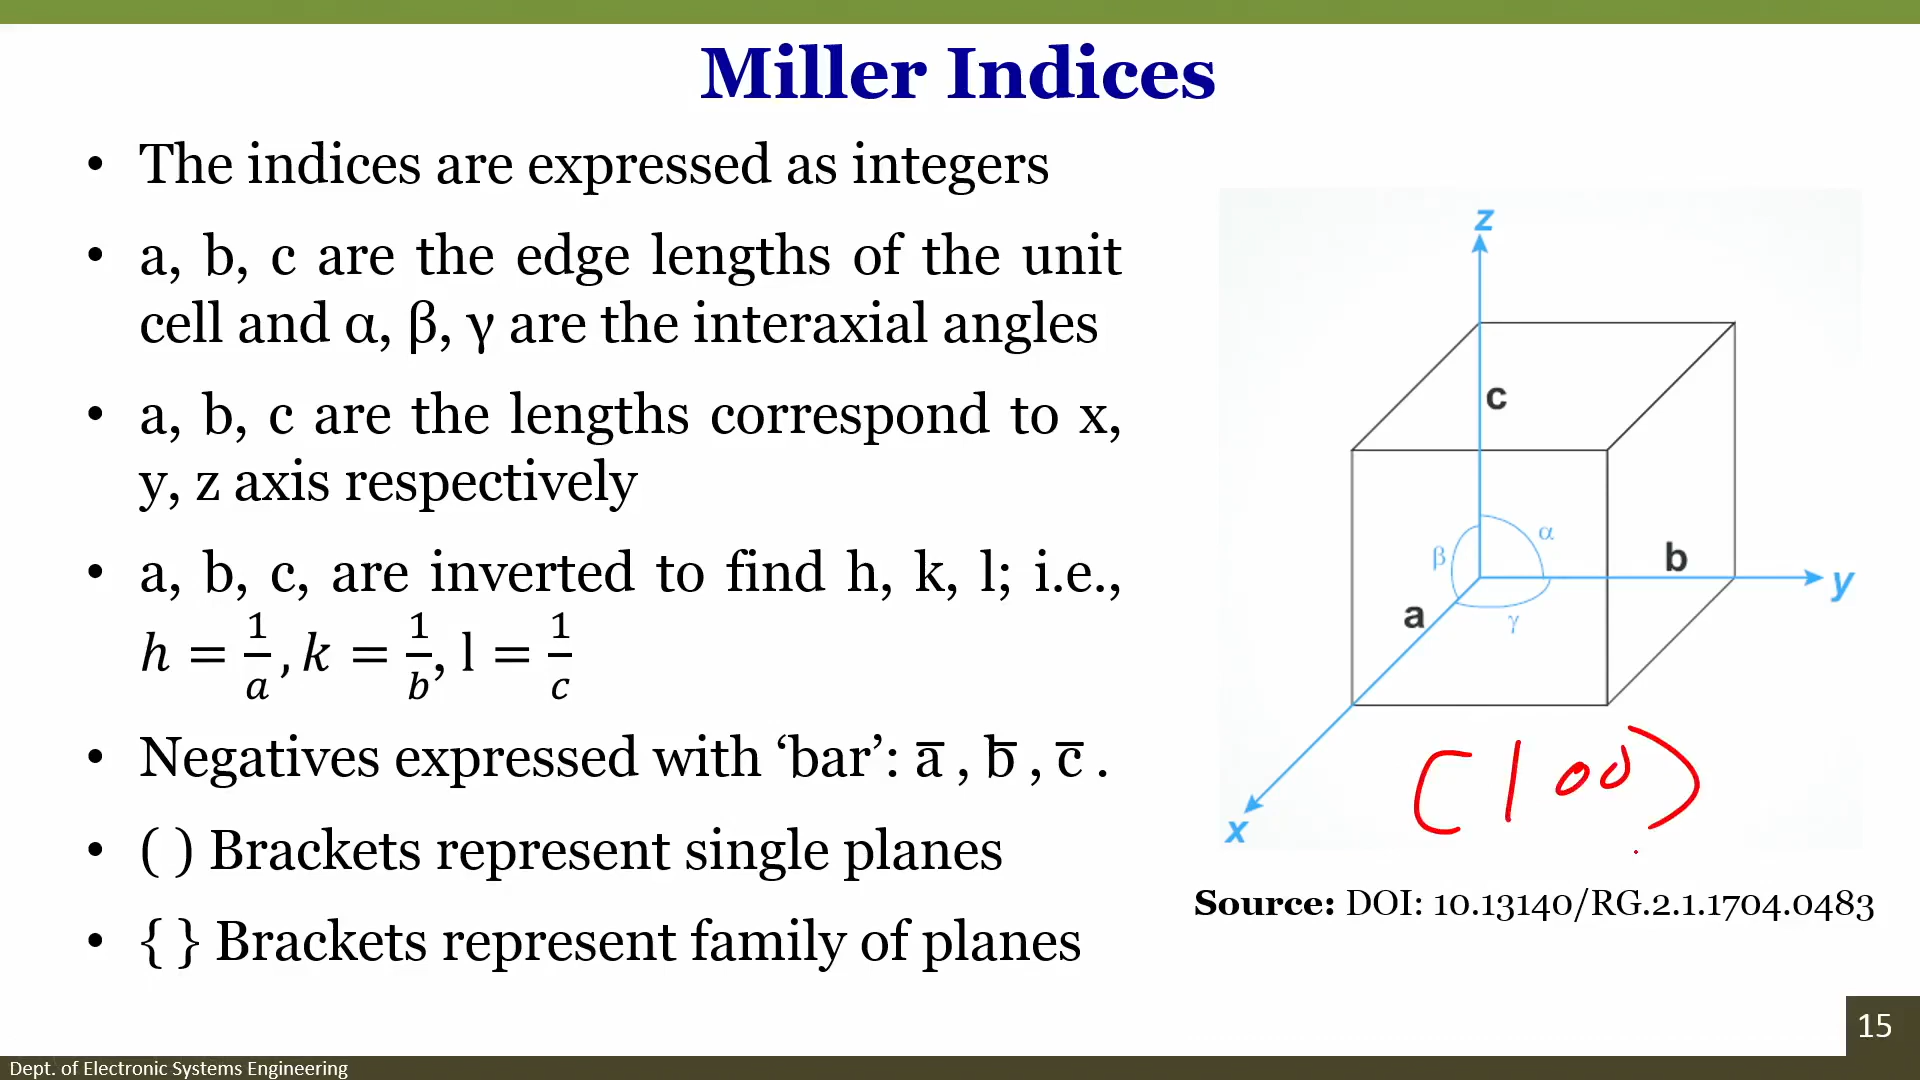 Miller Indices
• The indices are expressed as integers
• a, b, c are the edge lengths of the unit
cell and α, β, γ are the interaxial angles
• a, b, c are the lengths correspond to x,
y, z axis respectively
• a, b, c, are inverted to find h, k, l; i.e.,
h = 1/a , k = 1/b, l = 1/c
• Negatives expressed with ‘bar’: a̅ , b̅ , c̅ .
• ( ) Brackets represent single planes
• { } Brackets represent family of planes
z
c
α
β
b
y
a
γ
x
(100)
Source: DOI: 10.13140/RG.2.1.1704.0483
15
Dept. of Electronic Systems Engineering